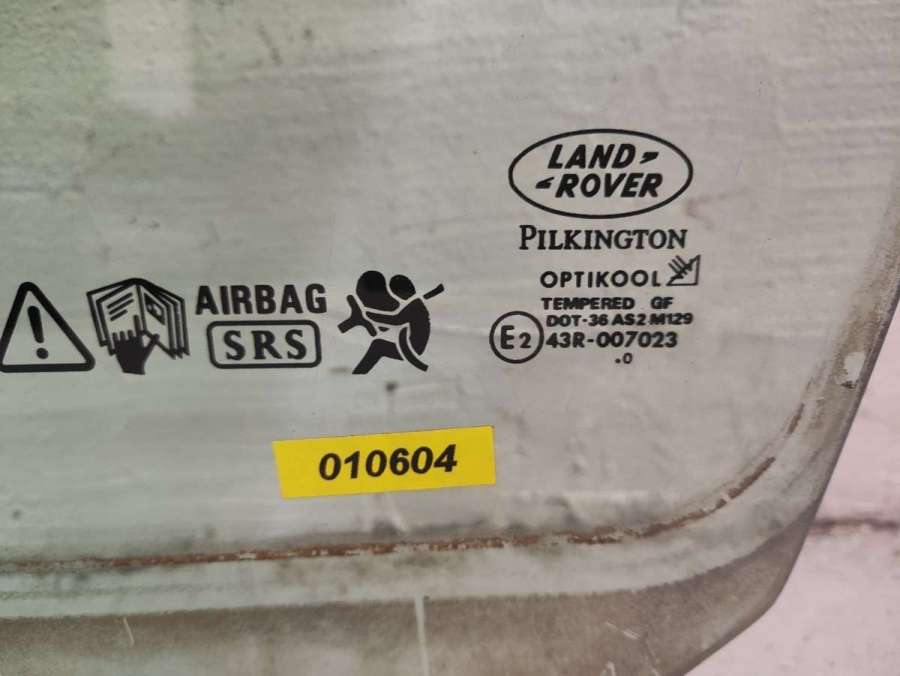 LAND
ROVER
PILKINGTON
OPTIKOOL
TEMPERED GF
DOT-36 AS2 M129
E2 43R-007023
.0
AIRBAG
SRS
010604